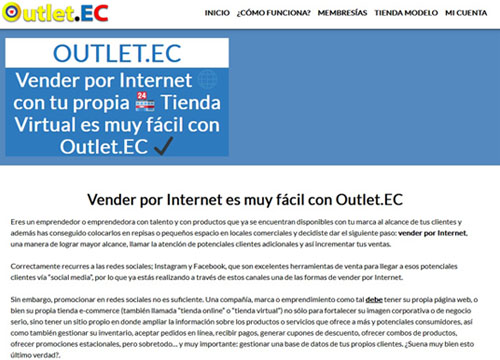 Outlet.EC
INICIO ¿CÓMO FUNCIONA? MEMBRESÍAS TIENDA MODELO MI CUENTA
OUTLET.EC
Vender por Internet
con tu propia 24 Tienda
Virtual es muy fácil con
Outlet.EC ✔
Vender por Internet es muy fácil con Outlet.EC
Eres un emprendedor o emprendedora con talento y con productos que ya se encuentran disponibles con tu marca al alcance de tus clientes y
además has conseguido colocarlos en repisas o pequeños espacio en locales comerciales y decidiste dar el siguiente paso: vender por Internet,
una manera de lograr mayor alcance, llamar la atención de potenciales clientes adicionales y así incrementar tus ventas.
Correctamente recurres a las redes sociales; Instagram y Facebook, que son excelentes herramientas de venta para llegar a esos potenciales
clientes vía “social media”, por lo que ya estás realizando a través de estos canales una de las formas de vender por Internet.
Sin embargo, promocionar en redes sociales no es suficiente. Una compañía, marca o emprendimiento como tal debe tener su propia página web, o
bien su propia tienda e-commerce (también llamada “tienda online” o “tienda virtual”) no sólo para fortalecer su imagen corporativa o de negocio
serio, sino tener un sitio propio en donde ampliar la información sobre los productos o servicios que ofrece a más y potenciales consumidores, así
como también gestionar su inventario, aceptar pedidos en línea, recibir pagos, generar cupones de descuento, ofrecer combos de productos,
ofrecer promociones estacionales, pero sobretodo... y muy importante: gestionar una base de datos de tus propios clientes. ¿Suena muy bien esto
último verdad?.